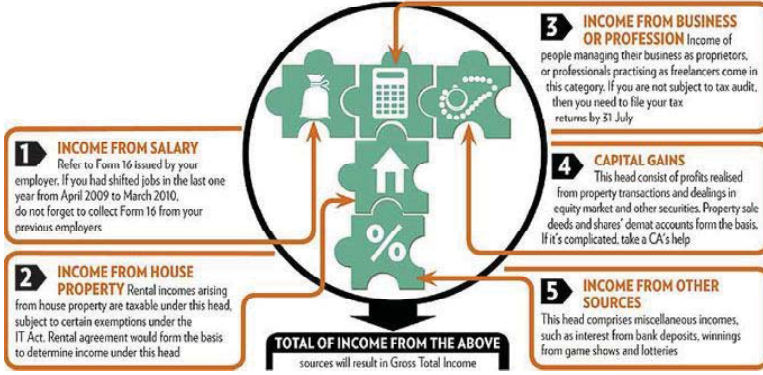 1 INCOME FROM SALARY
Refer to Form 16 issued by your
employer. If you had shifted jobs in the last one
year from April 2009 to March 2010,
do not forget to collect Form 16 from your
previous employers
2 INCOME FROM HOUSE
PROPERTY Rental incomes arising
from house property are taxable under this head,
subject to certain exemptions under the
IT Act. Rental agreement would form the basis
to determine income under this head
3 INCOME FROM BUSINESS
OR PROFESSION Income of
people managing their business as proprietors,
or professionals practising as freelancers come in
this category. If you are not subject to tax audit,
then you need to file your tax
returns by 31 July
4 CAPITAL GAINS
This head consist of profits realised
from property transactions and dealings in
equity market and other securities. Property sale
deeds and shares' demat accounts form the basis.
If it's complicated, take a CA's help
5 INCOME FROM OTHER
SOURCES
This head comprises miscellaneous incomes,
such as interest from bank deposits, winnings
from game shows and lotteries
%
TOTAL OF INCOME FROM THE ABOVE
sources will result in Gross Total Income